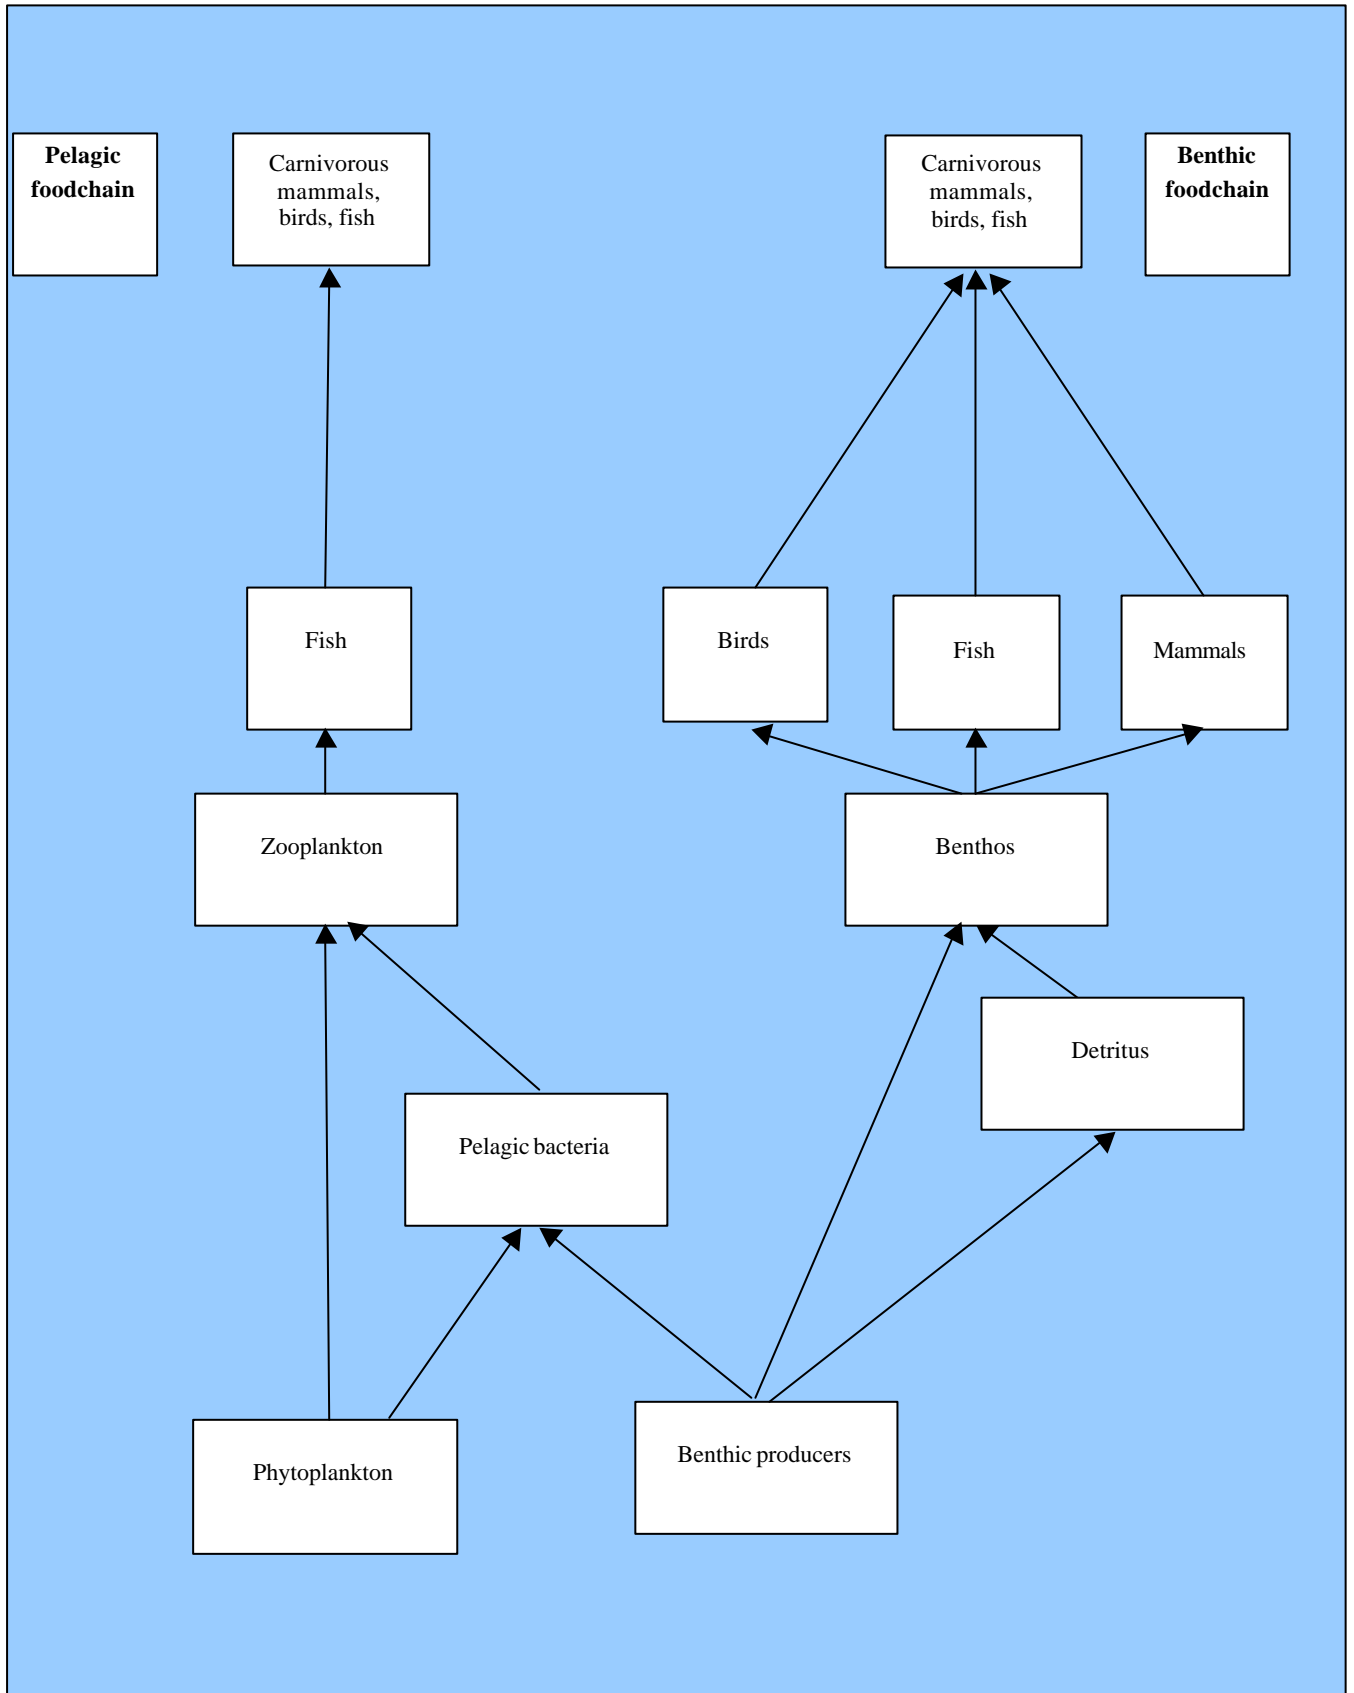 Pelagic
foodchain
Carnivorous
mammals,
birds, fish
Carnivorous
mammals,
birds, fish
Benthic
foodchain
Fish
Birds
Fish
Mammals
Zooplankton
Benthos
Detritus
Pelagic bacteria
Phytoplankton
Benthic producers